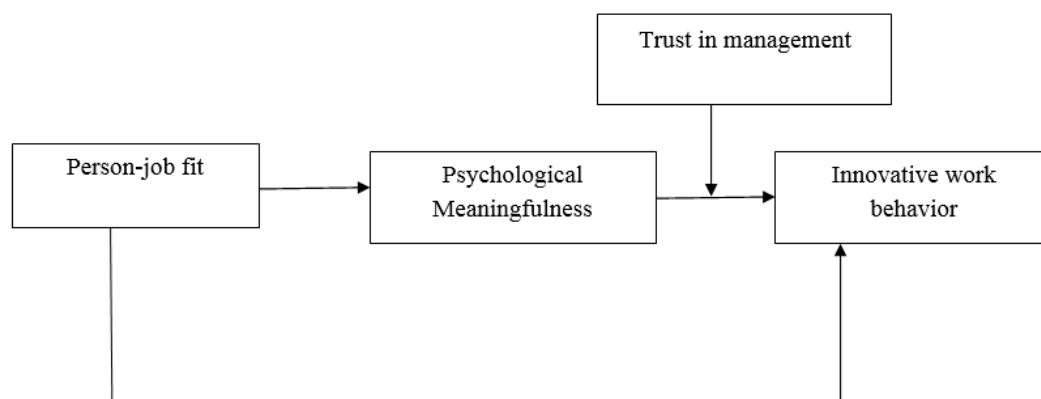 Trust in management
Person-job fit
Psychological
Meaningfulness
Innovative work
behavior